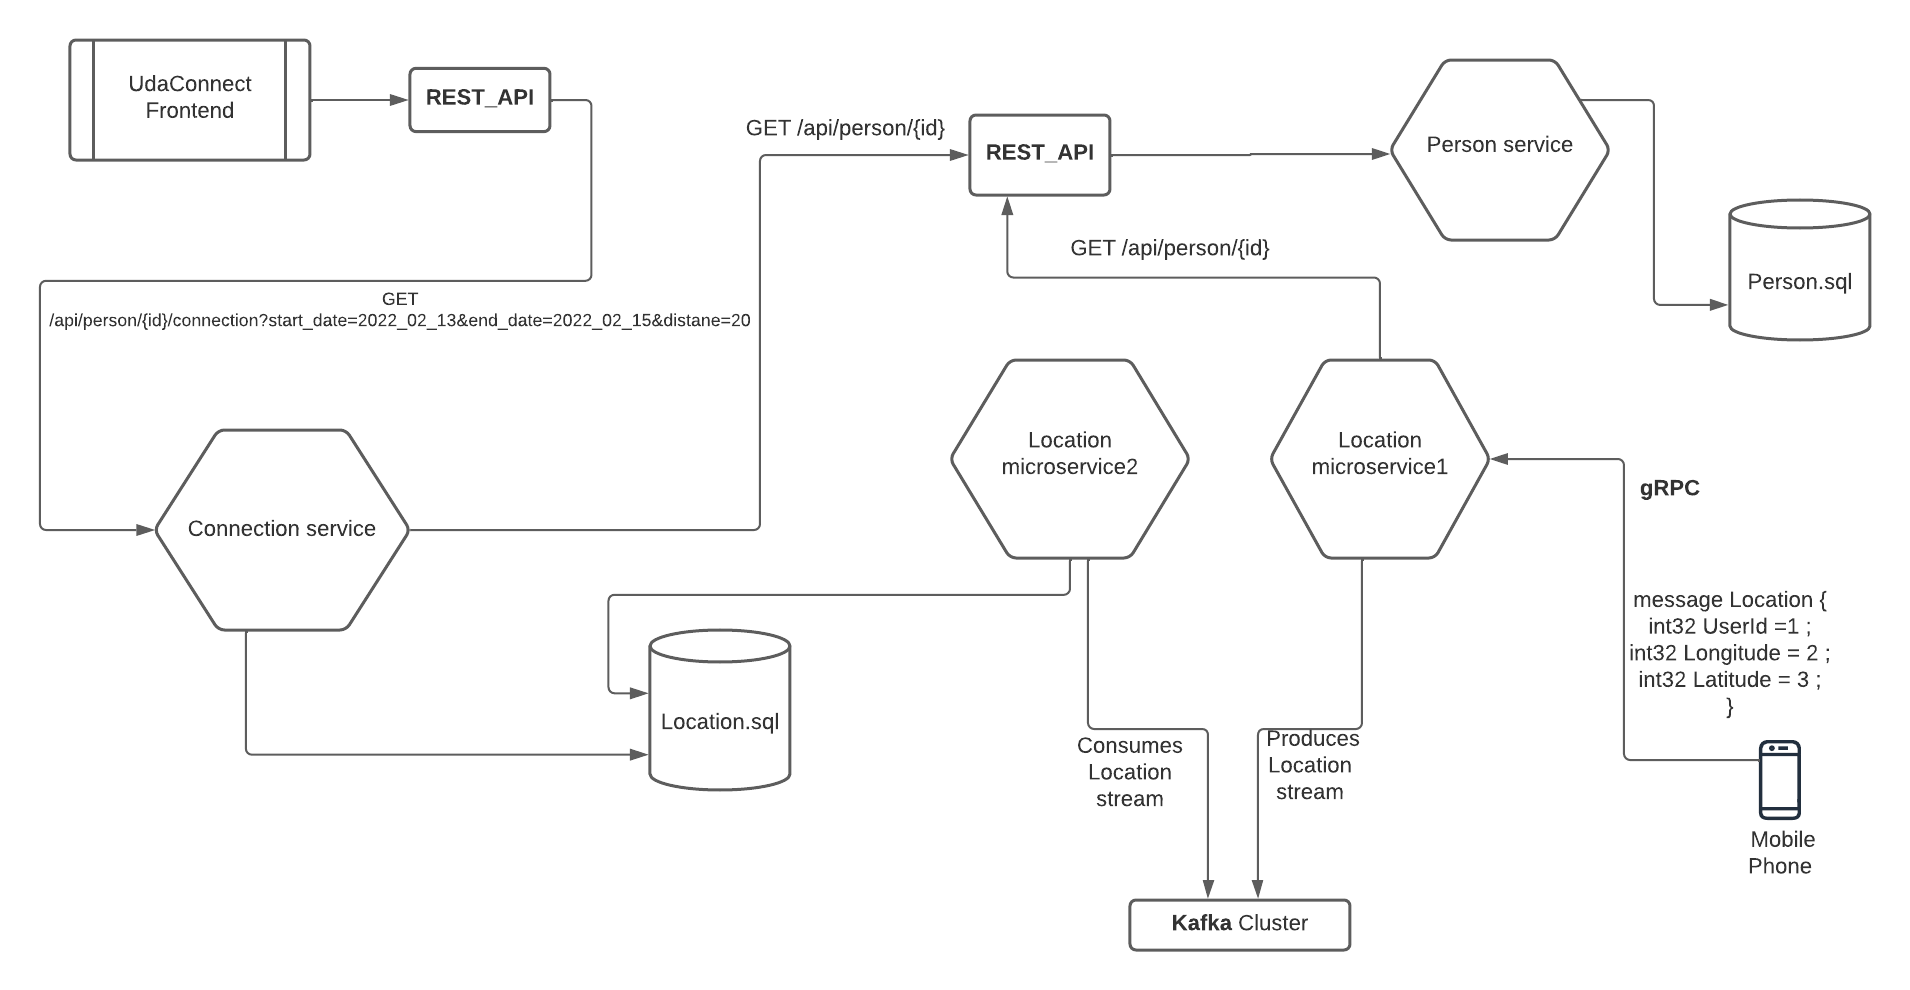 UdaConnect
Frontend
REST_API
GET /api/person/{id}
REST_API
Person service
Person.sql
GET /api/person/{id}
GET
/api/person/{id}/connection?start_date=2022_02_13&end_date=2022_02_15&distane=20
Connection service
Location
microservice2
Location
microservice1
gRPC
message Location {
int32 UserId =1 ;
int32 Longitude = 2 ;
int32 Latitude = 3 ;
}
Location.sql
Consumes
Location
stream
Produces
Location
stream
Mobile
Phone
Kafka Cluster